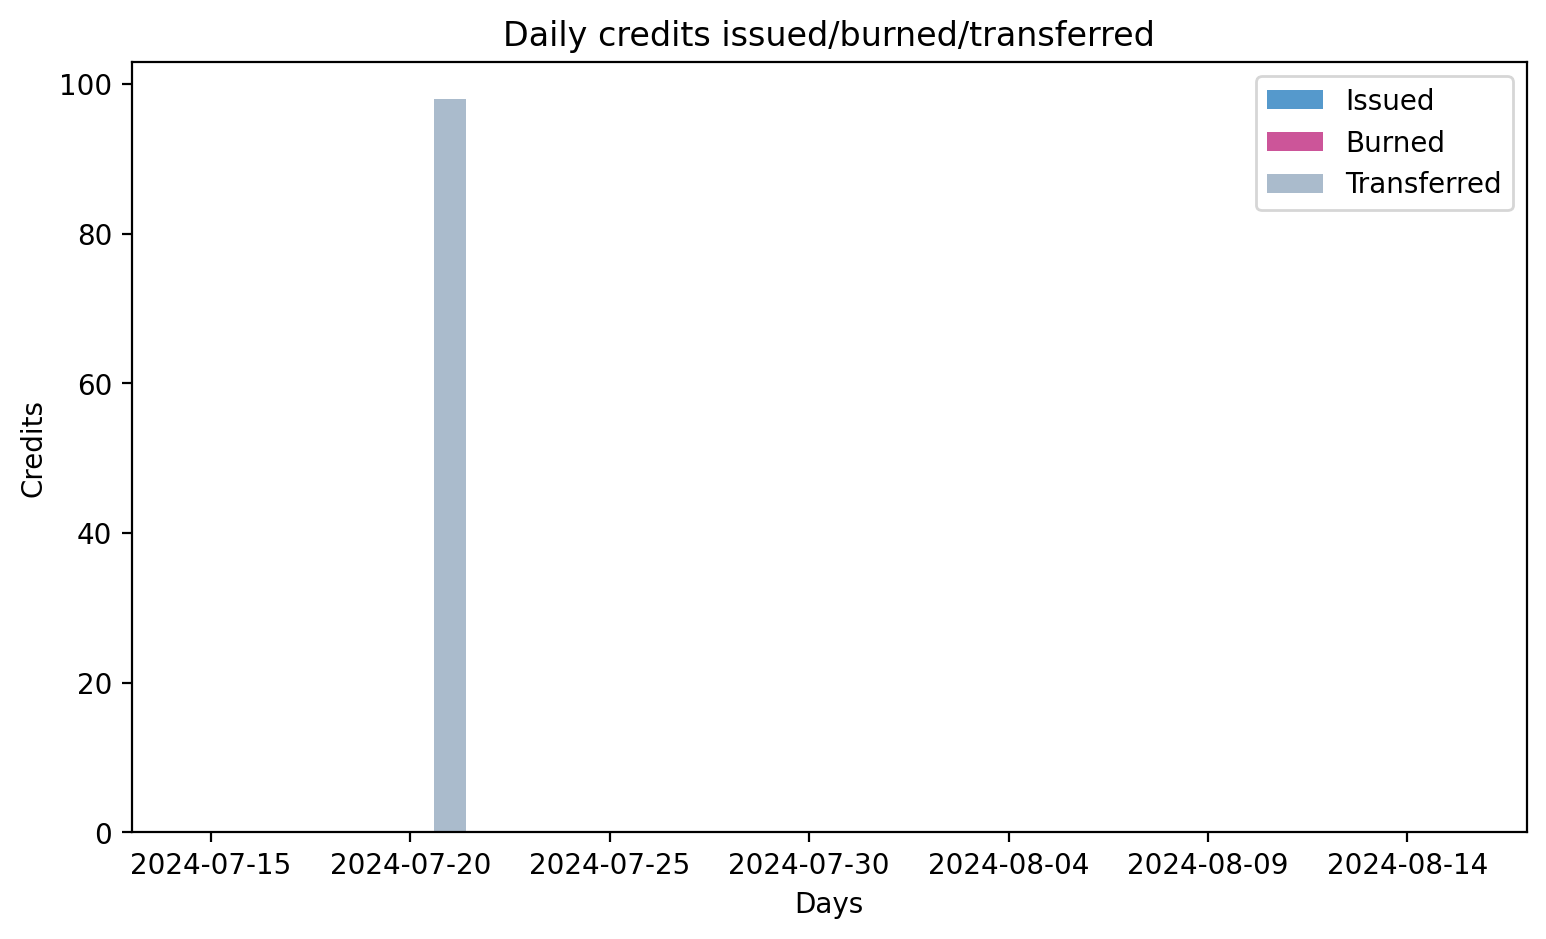 Daily credits issued/burned/transferred
100
80
60
40
20
0
Credits
Issued
Burned
Transferred
2024-07-15 2024-07-20 2024-07-25 2024-07-30 2024-08-04 2024-08-09 2024-08-14
Days